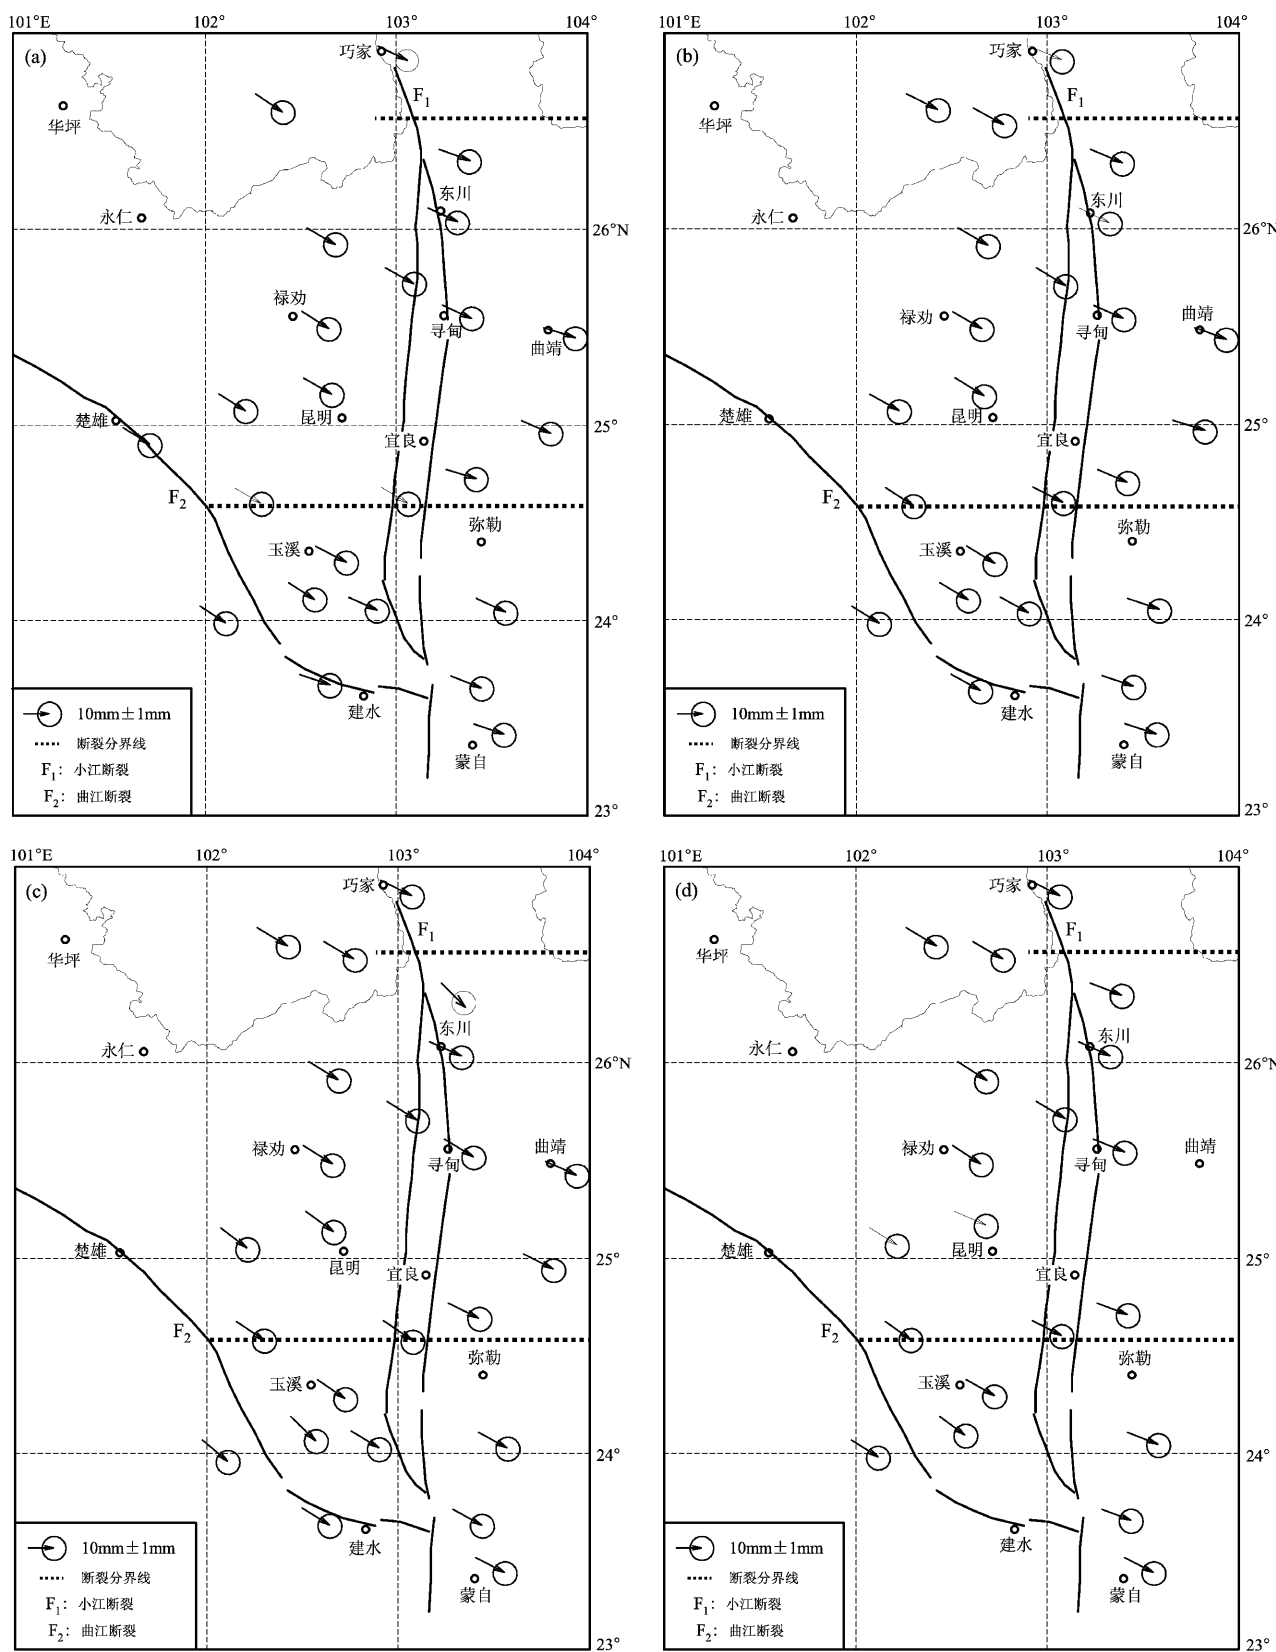 101°E 102° 103° 104°
(a)
巧家
F1
华坪
东川
永仁
26°N
禄劝
寻甸
曲靖
楚雄
昆明
25°
宜良
F2
弥勒
玉溪
24°
建水
蒙自
10mm±1mm
断裂分界线
F1: 小江断裂
F2: 曲江断裂
23°
101°E 102° 103° 104°
(b)
巧家
F1
华坪
东川
永仁
26°N
禄劝
曲靖
寻甸
楚雄
昆明
25°
宜良
F2
弥勒
玉溪
24°
建水
蒙自
10mm±1mm
断裂分界线
F1: 小江断裂
F2: 曲江断裂
23°
101°E 102° 103° 104°
(c)
巧家
F1
华坪
东川
永仁
26°N
禄劝
曲靖
寻甸
楚雄
昆明
25°
宜良
F2
弥勒
玉溪
24°
建水
蒙自
10mm±1mm
断裂分界线
F1: 小江断裂
F2: 曲江断裂
23°
101°E 102° 103° 104°
(d)
巧家
F1
华坪
东川
永仁
26°N
禄劝
曲靖
寻甸
楚雄
昆明
25°
宜良
F2
弥勒
玉溪
24°
建水
蒙自
10mm±1mm
断裂分界线
F1: 小江断裂
F2: 曲江断裂
23°